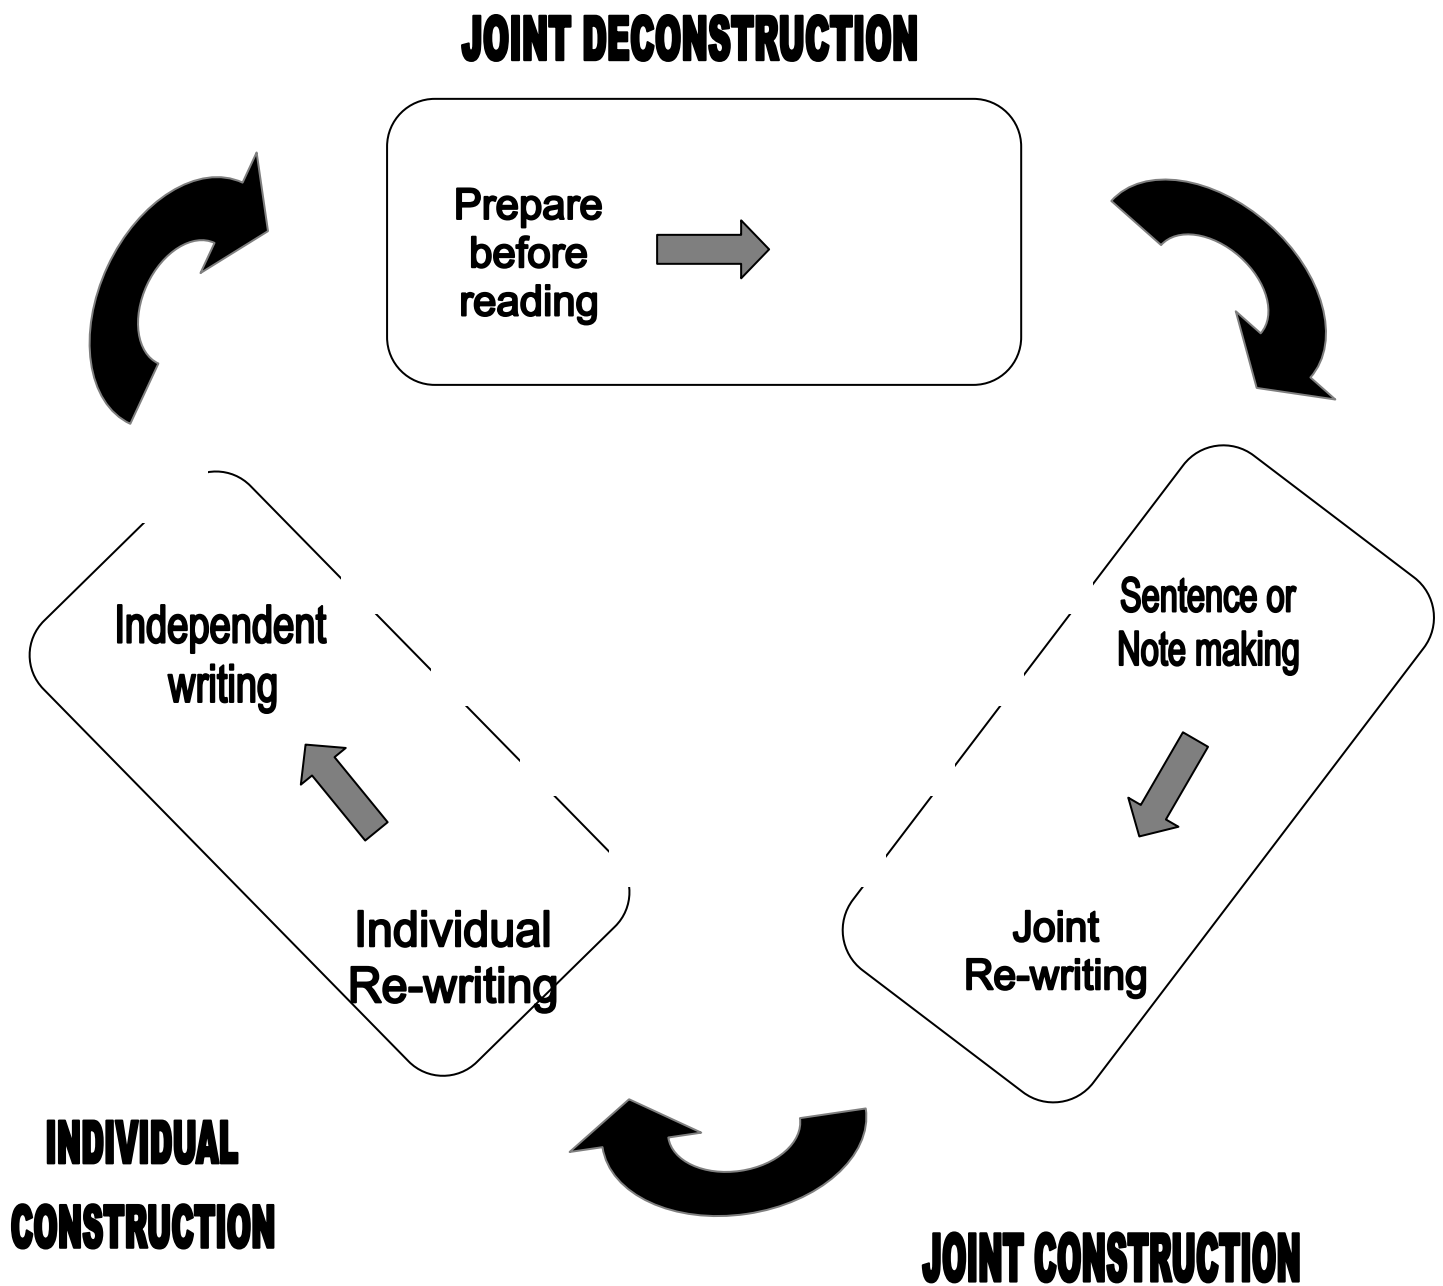 JOINT DECONSTRUCTION
Prepare
before
reading
Sentence or
Note making
Joint
Re-writing
JOINT CONSTRUCTION
Individual
Re-writing
Independent
writing
INDIVIDUAL
CONSTRUCTION